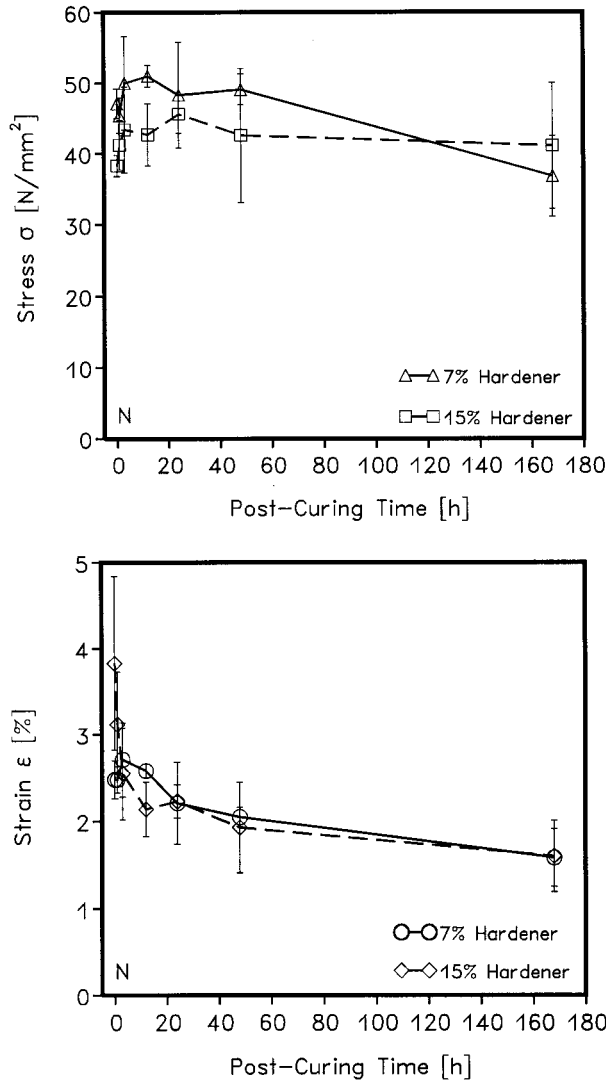 60
50
40
30
20
10
0
Stress σ [N/mm²]
7% Hardener
15% Hardener
N
0 20 40 60 80 100 120 140 160 180
Post-Curing Time [h]
5
4
3
2
1
0
Strain ε [%]
7% Hardener
15% Hardener
N
0 20 40 60 80 100 120 140 160 180
Post-Curing Time [h]